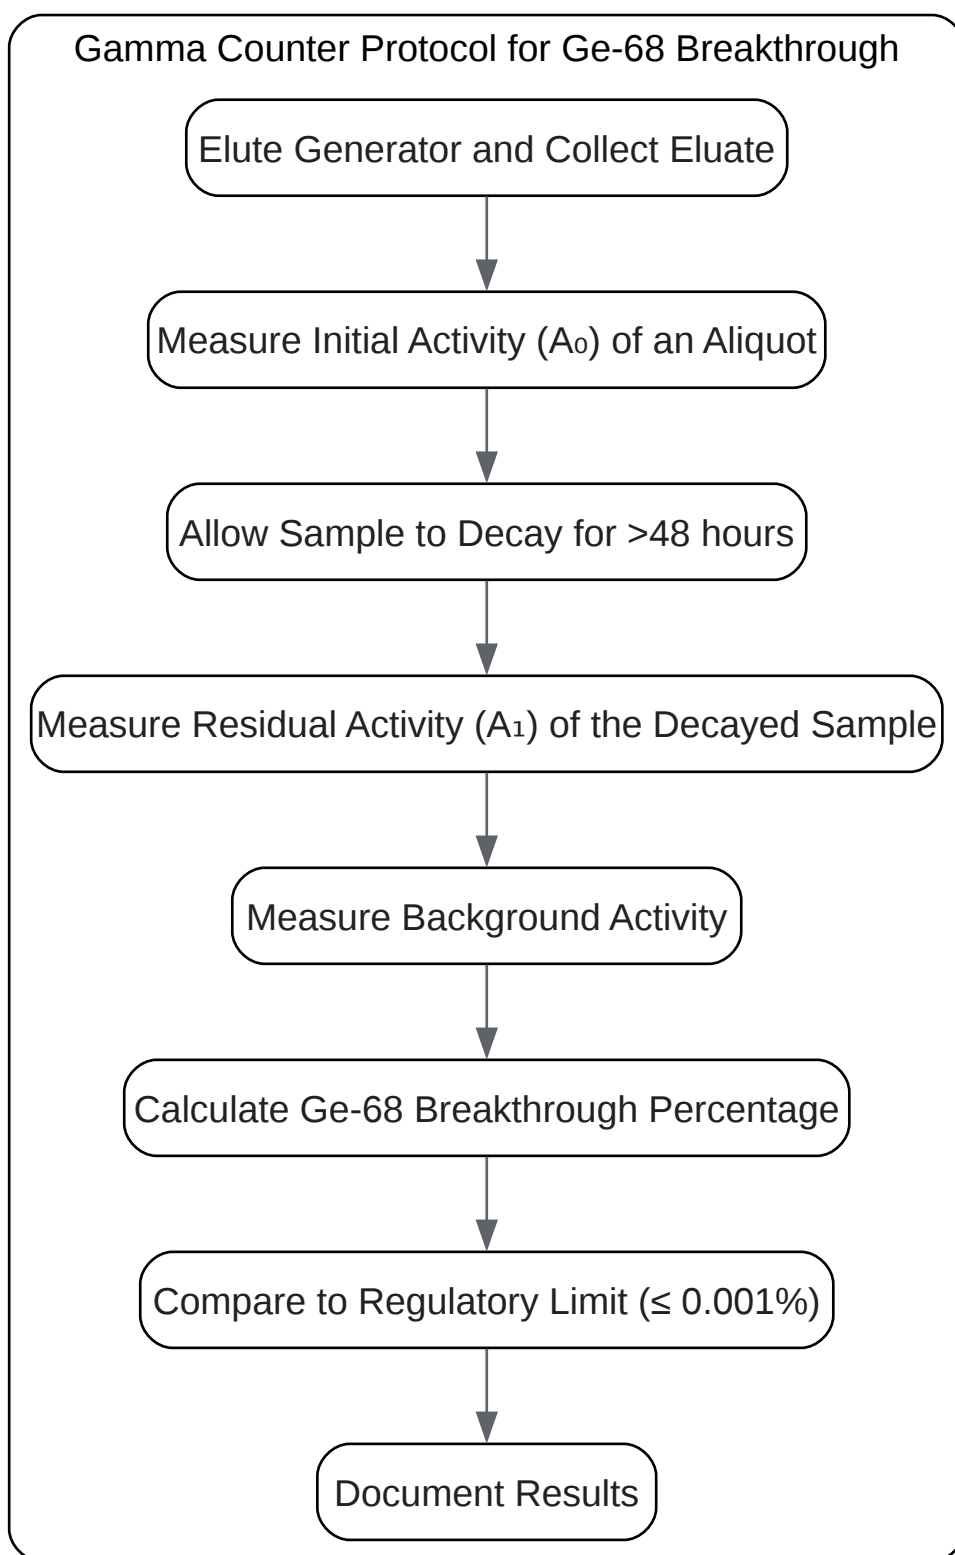 Gamma Counter Protocol for Ge-68 Breakthrough
Elute Generator and Collect Eluate
Measure Initial Activity (A₀) of an Aliquot
Allow Sample to Decay for >48 hours
Measure Residual Activity (A₁) of the Decayed Sample
Measure Background Activity
Calculate Ge-68 Breakthrough Percentage
Compare to Regulatory Limit (≤ 0.001%)
Document Results